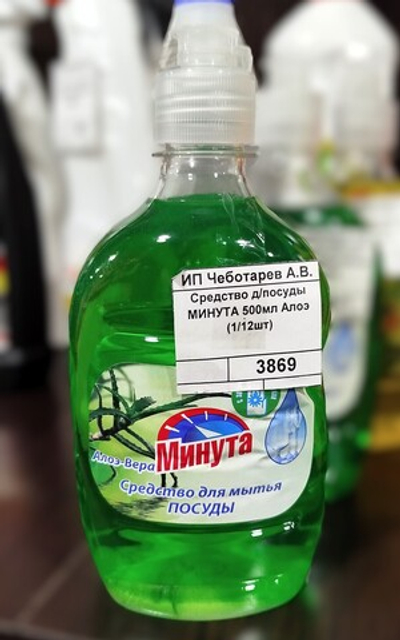 ИП Чеботарев А.В.
Средство д/посуды
МИНУТА 500мл Алоэ
(1/12шт)
3869
Алоэ-Вера
Минута
Средство для мытья
ПОСУДЫ